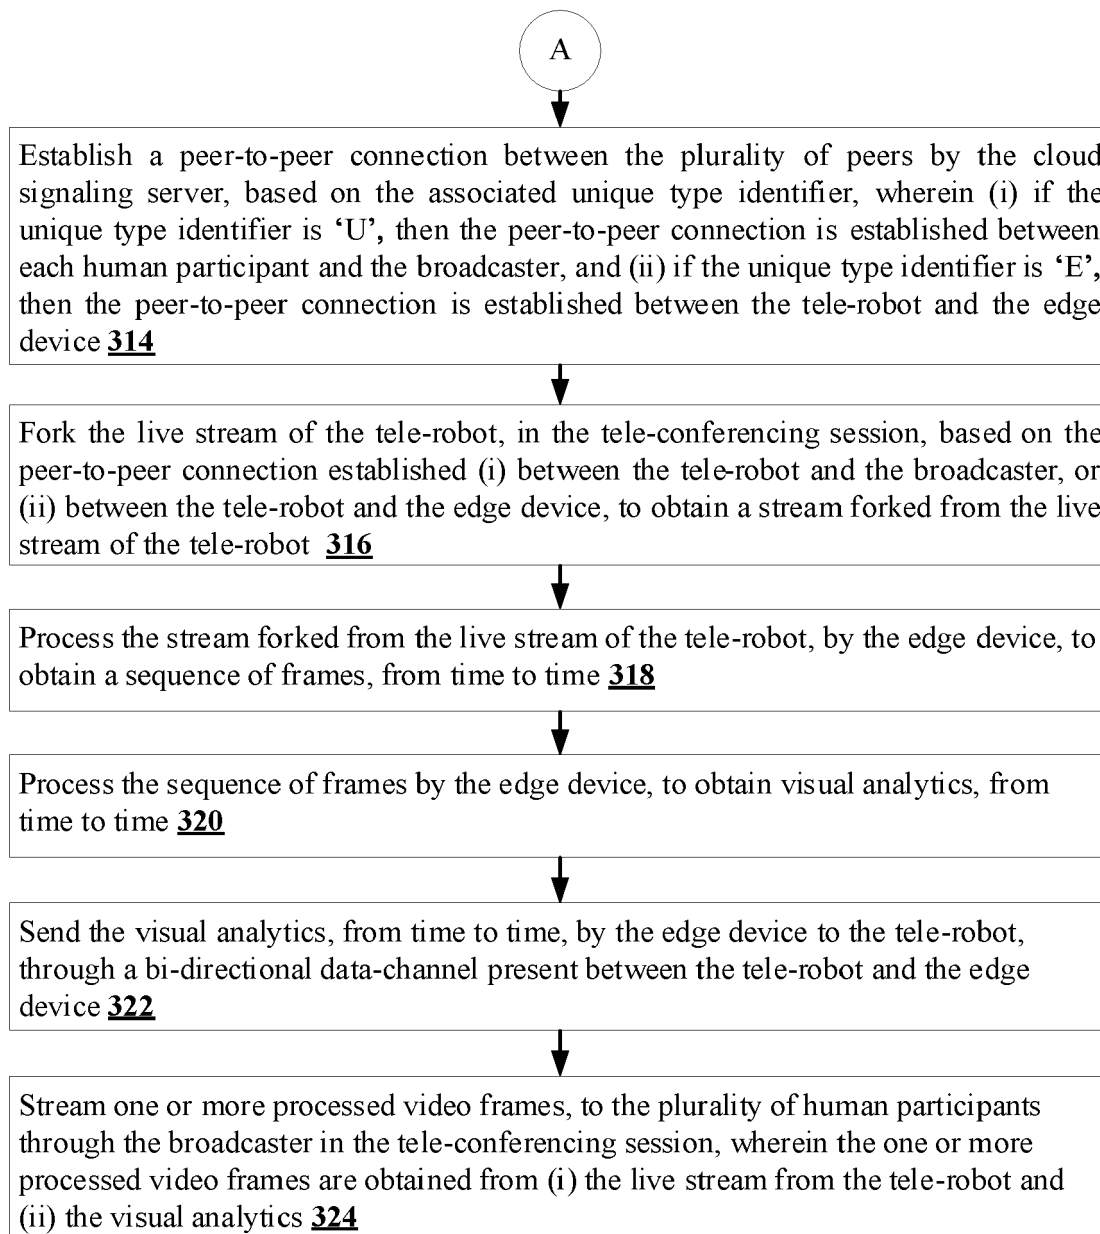 A
Establish a peer-to-peer connection between the plurality of peers by the cloud
signaling server, based on the associated unique type identifier, wherein (i) if the
unique type identifier is ‘U’, then the peer-to-peer connection is established between
each human participant and the broadcaster, and (ii) if the unique type identifier is ‘E’,
then the peer-to-peer connection is established between the tele-robot and the edge
device 314
Fork the live stream of the tele-robot, in the tele-conferencing session, based on the
peer-to-peer connection established (i) between the tele-robot and the broadcaster, or
(ii) between the tele-robot and the edge device, to obtain a stream forked from the live
stream of the tele-robot 316
Process the stream forked from the live stream of the tele-robot, by the edge device, to
obtain a sequence of frames, from time to time 318
Process the sequence of frames by the edge device, to obtain visual analytics, from
time to time 320
Send the visual analytics, from time to time, by the edge device to the tele-robot,
through a bi-directional data-channel present between the tele-robot and the edge
device 322
Stream one or more processed video frames, to the plurality of human participants
through the broadcaster in the tele-conferencing session, wherein the one or more
processed video frames are obtained from (i) the live stream from the tele-robot and
(ii) the visual analytics 324